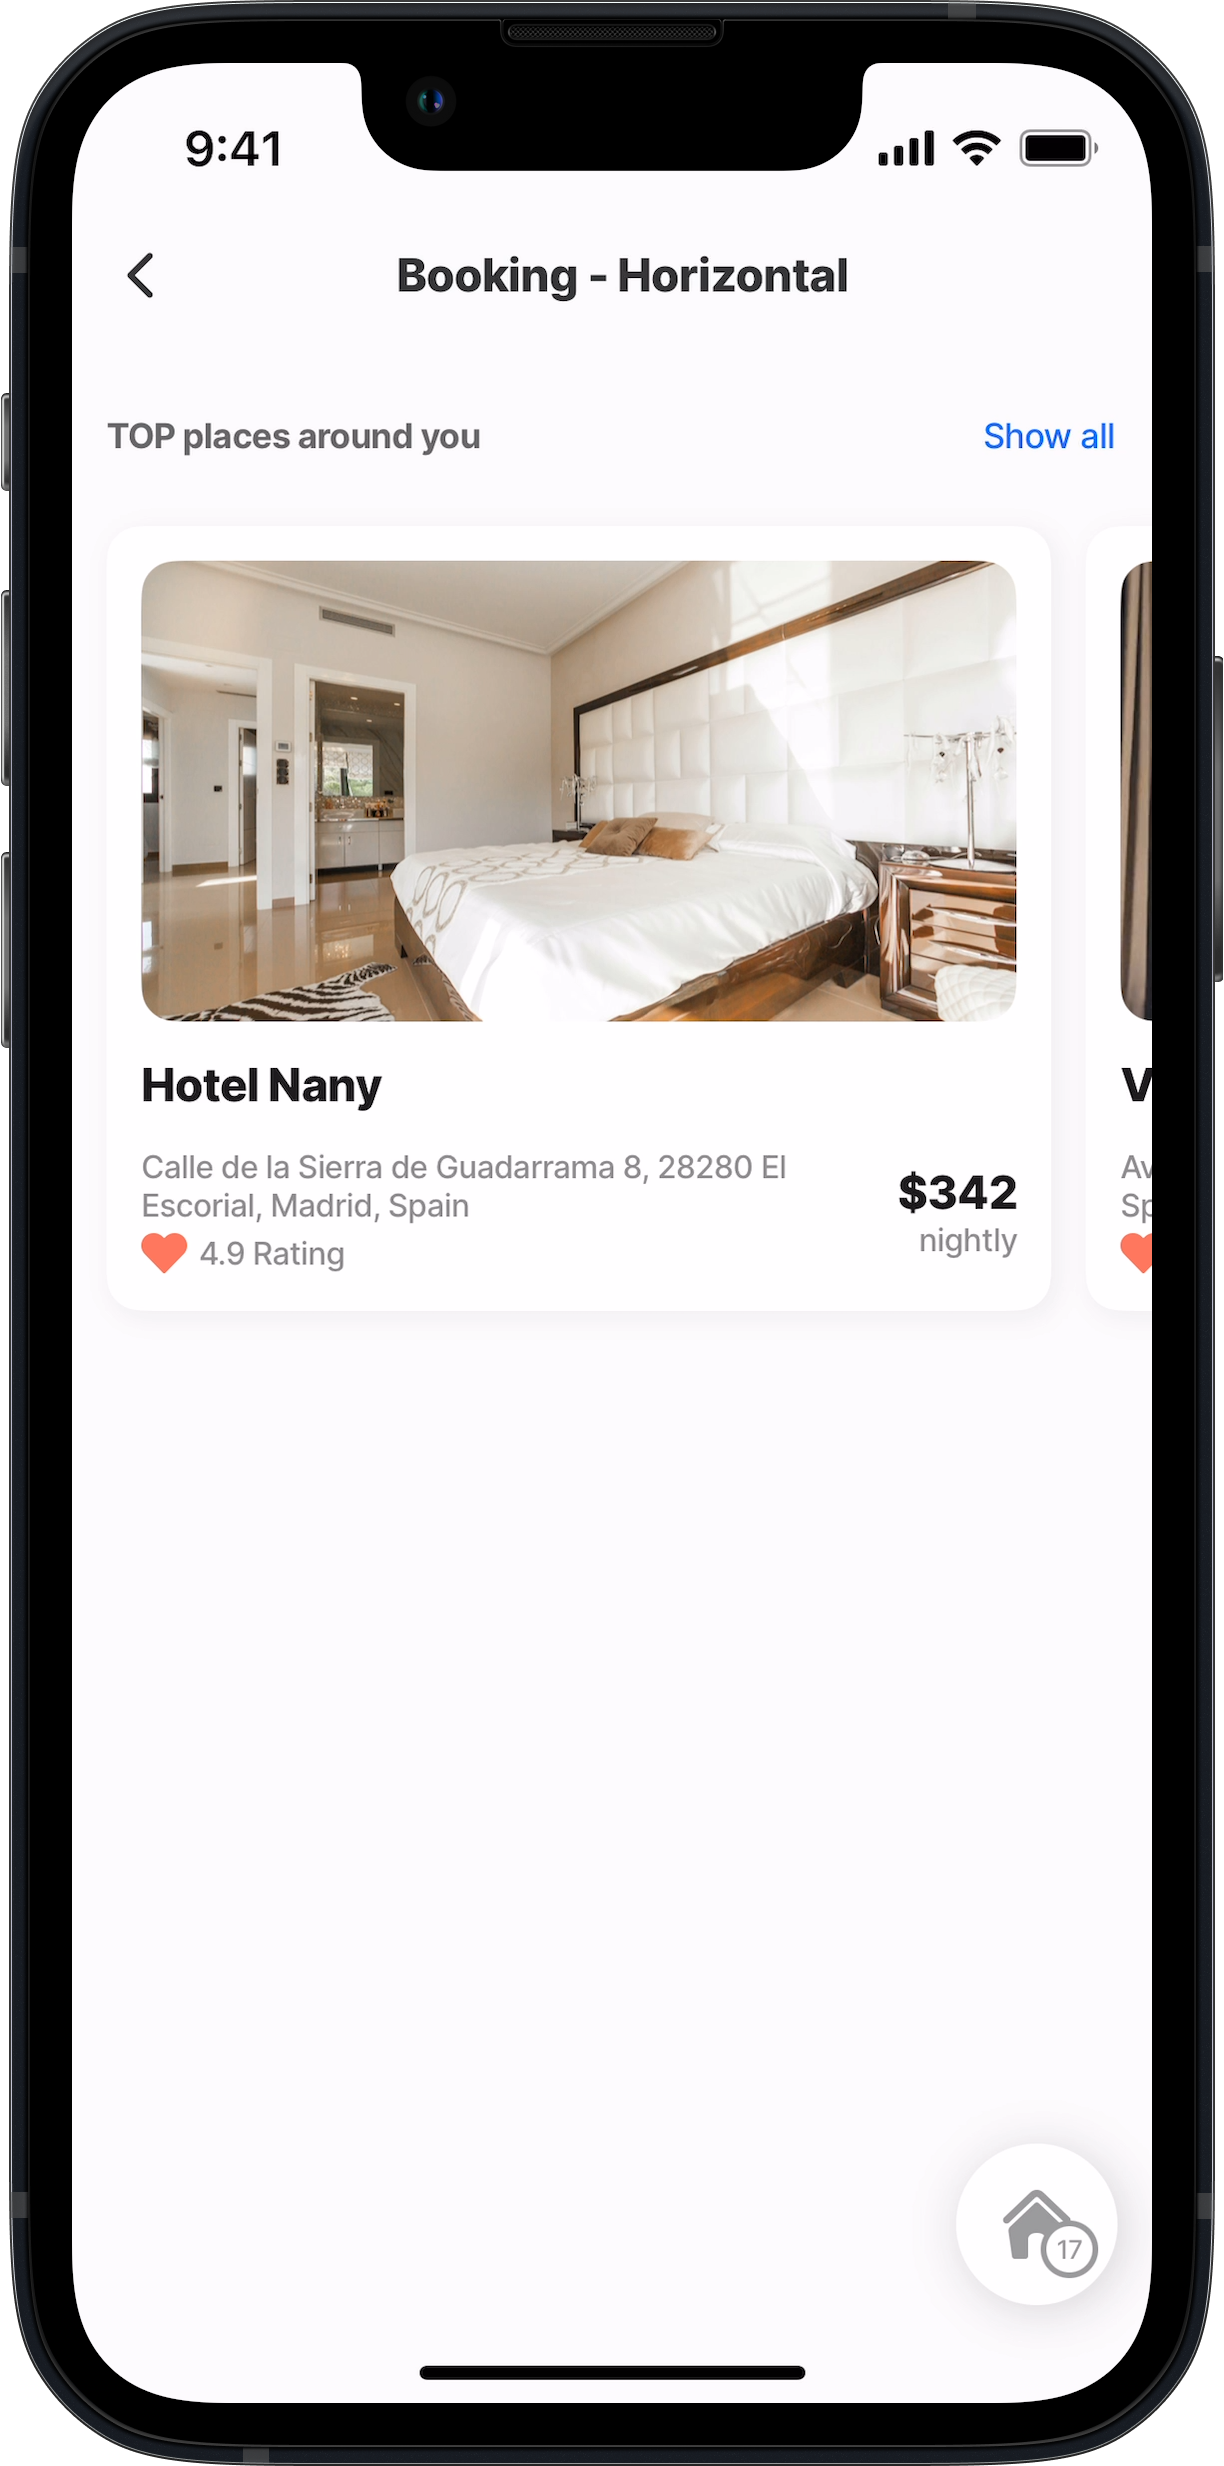 9:41
Booking - Horizontal
TOP places around you
Show all
Hotel Nany
Calle de la Sierra de Guadarrama 8, 28280 El
Escorial, Madrid, Spain
4.9 Rating
$342
nightly
V
Av
Sp
17